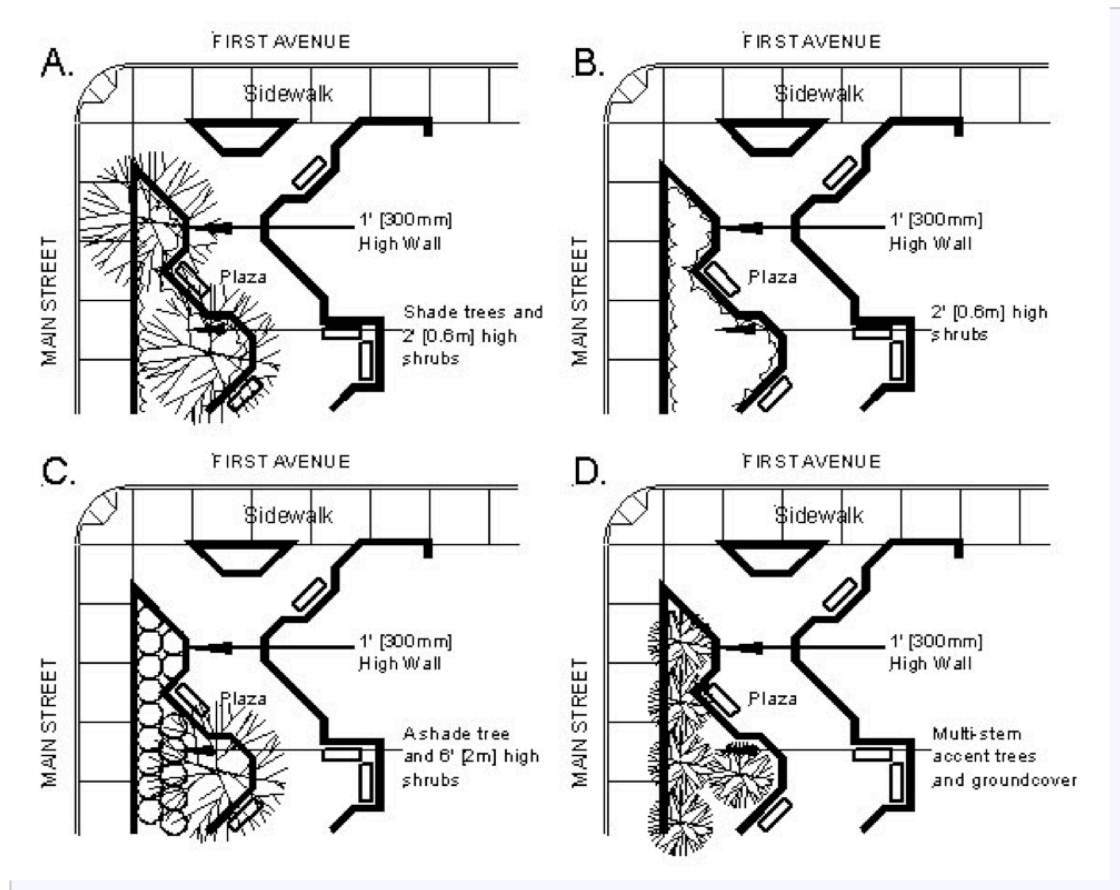 A.
FIRST AVENUE
Sidewalk
MAIN STREET
1' [300mm]
High Wall
Plaza
Shade trees and
2' [0.6m] high
shrubs
B.
FIRST AVENUE
Sidewalk
MAIN STREET
1' [300mm]
High Wall
Plaza
2' [0.6m] high
shrubs
C.
FIRST AVENUE
Sidewalk
MAIN STREET
1' [300mm]
High Wall
Plaza
A shade tree
and 6' [2m] high
shrubs
D.
FIRST AVENUE
Sidewalk
MAIN STREET
1' [300mm]
High Wall
Plaza
Multi-stem
accent trees
and groundcover